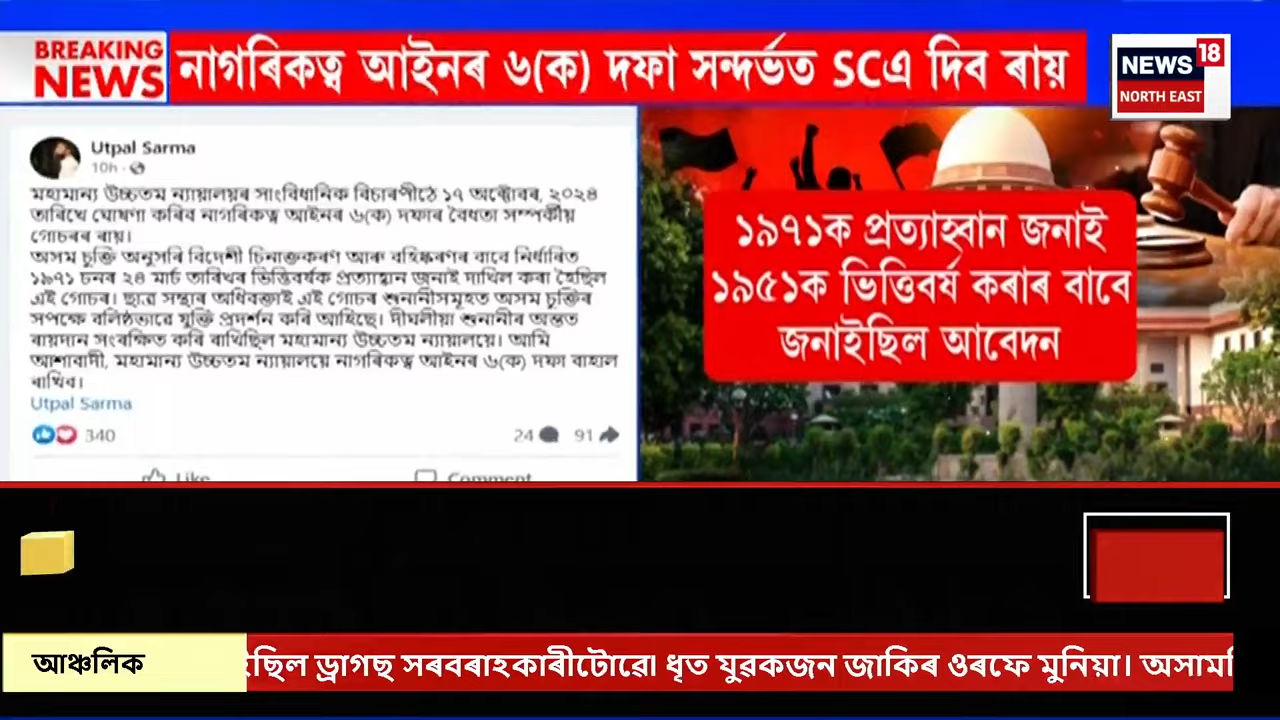 BREAKING
NEWS
নাগৰিকত্ব আইনৰ ৬(ক) দফা সন্দৰ্ভত SCএ দিব ৰায়
NEWS 18
NORTH EAST
Utpal Sarma
10h
মহামান্য উচ্চতম ন্যায়ালয়ৰ সাংবিধানিক বিচাৰপীঠে ১৭ অক্টোবৰ, ২০২৪
তাৰিখে ঘোষণা কৰিব নাগৰিকত্ব আইনৰ ৬(ক) দফাৰ বৈধতা সম্পৰ্কীয়
গোচৰৰ ৰায়।
অসম চুক্তি অনুসৰি বিদেশী চিনাক্তকৰণ আৰু বহিষ্কৰণৰ বাবে নিৰ্ধাৰিত
১৯৭১ চনৰ ২৪ মাৰ্চ তাৰিখৰ ভিত্তিবৰ্ষক প্ৰত্যাহ্বান জনাই দাখিল কৰা হৈছিল
এই গোচৰ। ছাত্ৰ সন্থাৰ অধিবক্তাই এই গোচৰ শুনানীসমূহত অসম চুক্তিৰ
সপক্ষে বলিষ্ঠভাৱে যুক্তি প্ৰদৰ্শন কৰি আহিছে। দীঘলীয়া শুনানীৰ অন্তত
ৰায়দান সংৰক্ষিত কৰি ৰাখিছিল মহামান্য উচ্চতম ন্যায়ালয়ে। আমি
আশাবাদী, মহামান্য উচ্চতম ন্যায়ালয়ে নাগৰিকত্ব আইনৰ ৬(ক) দফা বাহাল
ৰাখিব।
Utpal Sarma
340
24 91
Like Comment
১৯৭১ক প্ৰত্যাহ্বান জনাই
১৯৫১ক ভিত্তিবৰ্ষ কৰাৰ বাবে
জনাইছিল আবেদন
আঞ্চলিক
ইছিল ড্ৰাগছ সৰবৰাহকাৰীটোৱে। ধৃত যুৱকজন জাকিৰ ওৰফে মুনিয়া। অসামৰি